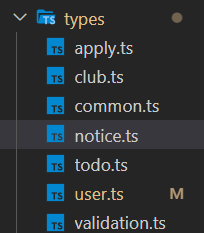 types
TS apply.ts
TS club.ts
TS common.ts
TS notice.ts
TS todo.ts
TS user.ts M
TS validation.ts